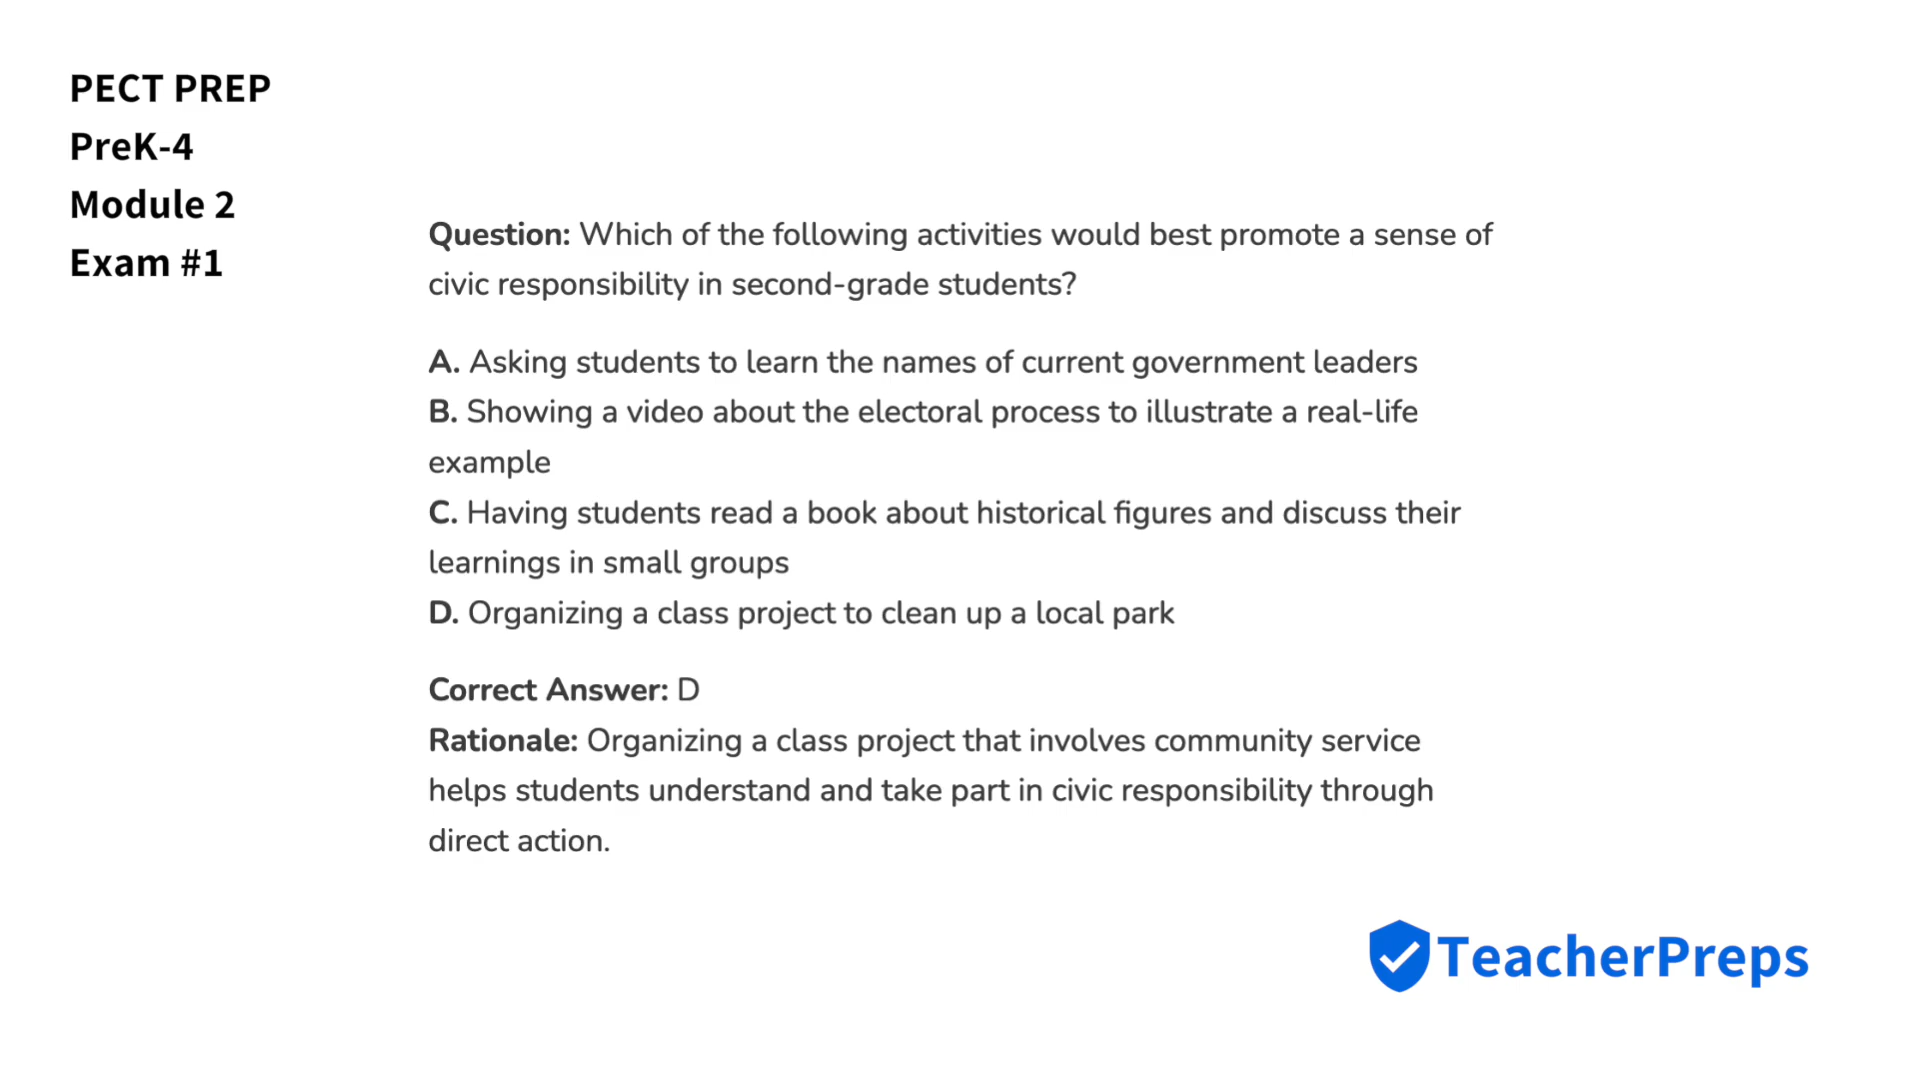 PECT PREP
PreK-4
Module 2
Exam #1
Question: Which of the following activities would best promote a sense of
civic responsibility in second-grade students?
A. Asking students to learn the names of current government leaders
B. Showing a video about the electoral process to illustrate a real-life
example
C. Having students read a book about historical figures and discuss their
learnings in small groups
D. Organizing a class project to clean up a local park
Correct Answer: D
Rationale: Organizing a class project that involves community service
helps students understand and take part in civic responsibility through
direct action.
TeacherPreps